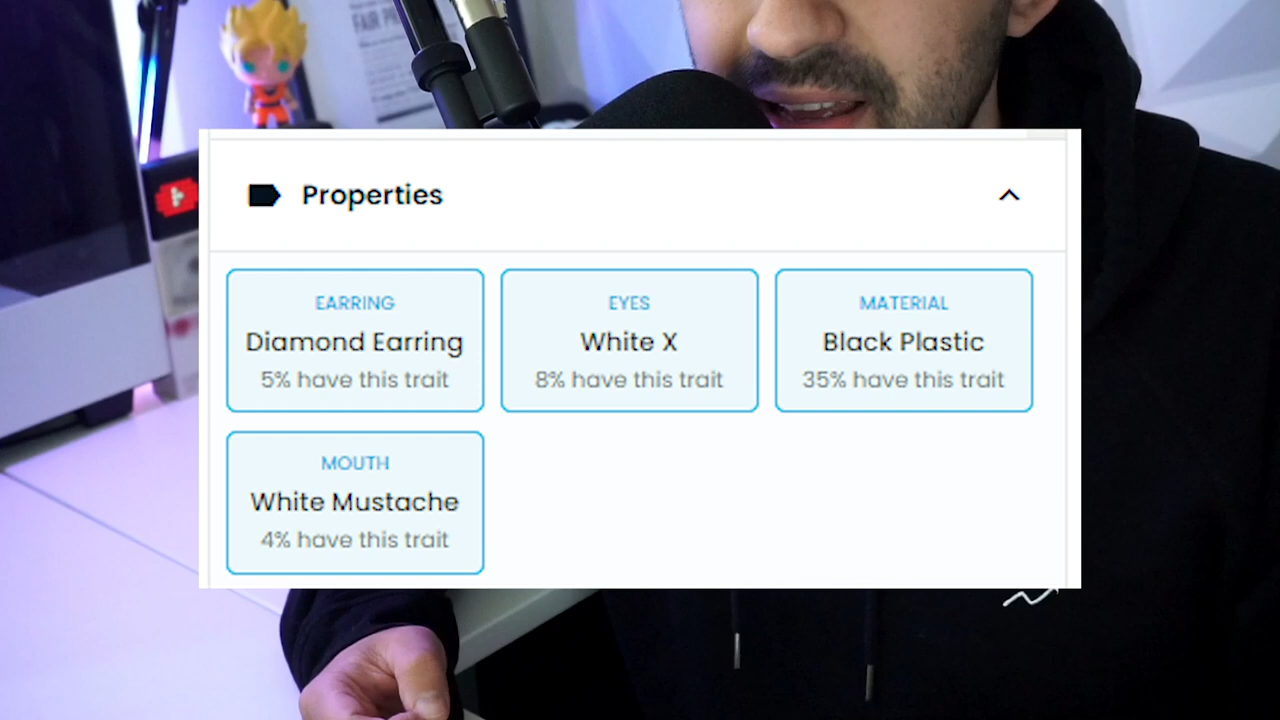 FAIR
Properties
EARRING
Diamond Earring
5% have this trait
EYES
White X
8% have this trait
MATERIAL
Black Plastic
35% have this trait
MOUTH
White Mustache
4% have this trait